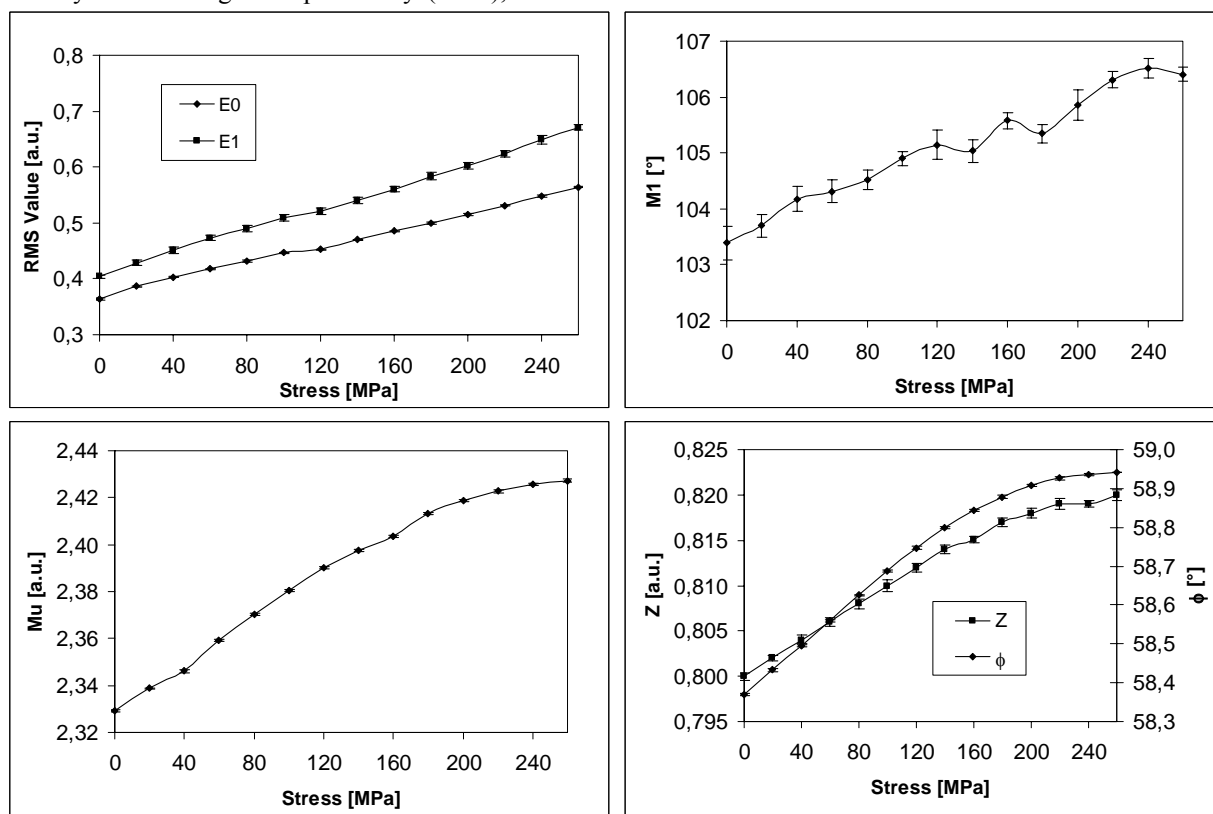 0,8
0,7
0,6
0,5
0,4
0,3
RMS Value [a.u.]
E0
E1
0 40 80 120 160 200 240
Stress [MPa]
107
106
105
104
103
102
M1 [°]
0 40 80 120 160 200 240
Stress [MPa]
2,44
2,42
2,40
2,38
2,36
2,34
2,32
Mu [a.u.]
0 40 80 120 160 200 240
Stress [MPa]
0,825
0,820
0,815
0,810
0,805
0,800
0,795
Z [a.u.]
Z
ϕ
59,0
58,9
58,8
58,7
58,6
58,5
58,4
58,3
ϕ [°]
0 40 80 120 160 200 240
Stress [MPa]